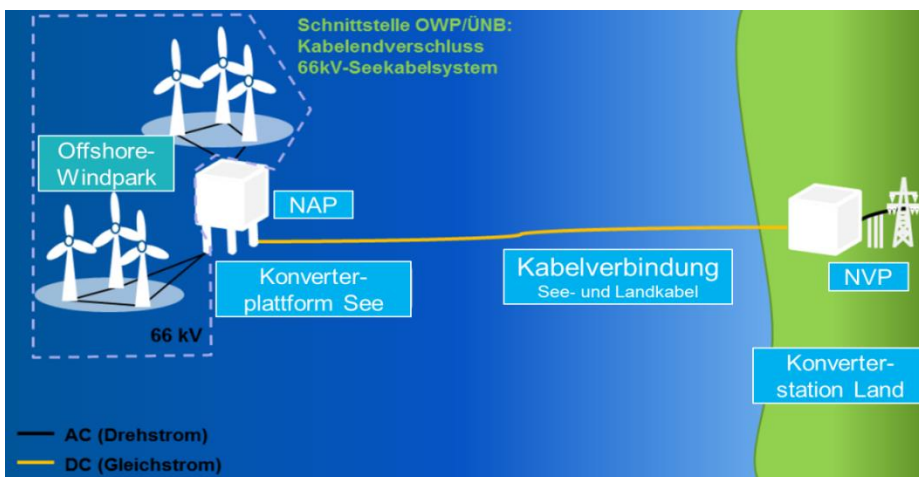 Schnittstelle OWP/ÜNB:
Kabelendverschluss
66kV-Seekabelsystem
Offshore-
Windpark
NAP
Konverter-
plattform See
66 kV
Kabelverbindung
See- und Landkabel
NVP
Konverter-
station Land
AC (Drehstrom)
DC (Gleichstrom)